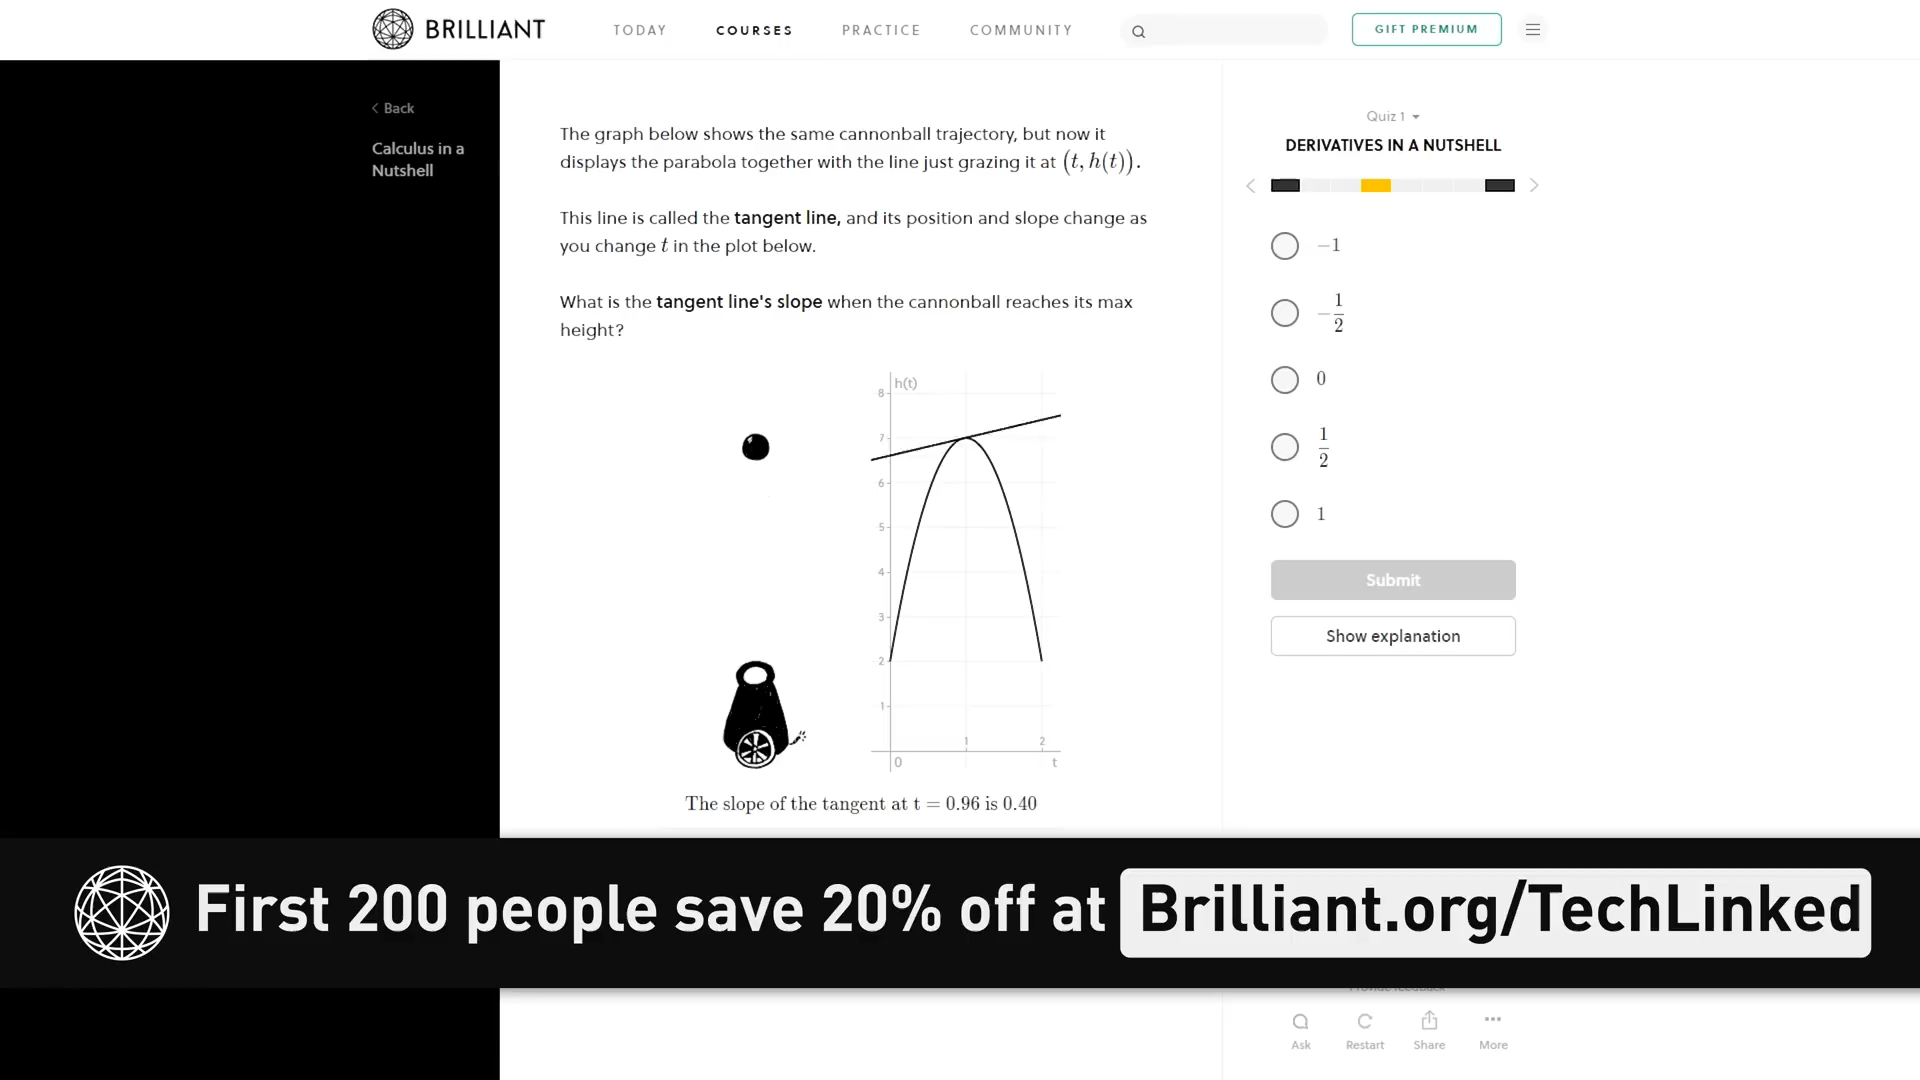 BRILLIANT
TODAY
COURSES
PRACTICE
COMMUNITY
GIFT PREMIUM
Back
Calculus in a
Nutshell
The graph below shows the same cannonball trajectory, but now it
displays the parabola together with the line just grazing it at (t, h(t)).
This line is called the tangent line, and its position and slope change as
you change t in the plot below.
What is the tangent line's slope when the cannonball reaches its max
height?
h(t)
8
7
6
5
4
3
2
1
0
1
2
t
The slope of the tangent at t = 0.96 is 0.40
Quiz 1
DERIVATIVES IN A NUTSHELL
−1
−1/2
0
1/2
1
Submit
Show explanation
First 200 people save 20% off at Brilliant.org/TechLinked
Provide feedback
Ask
Restart
Share
More